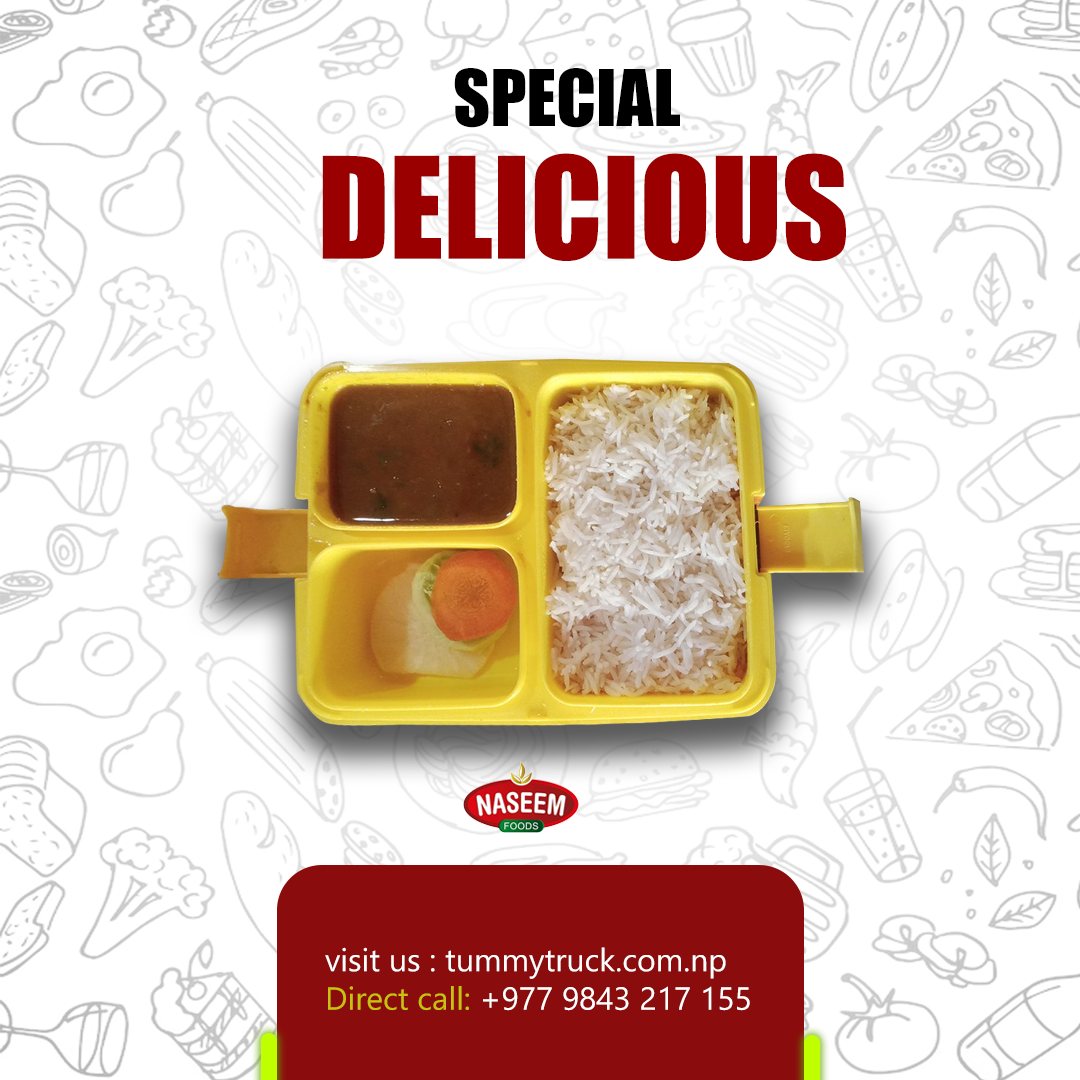 SPECIAL
DELICIOUS
NASEEM
FOODS
visit us : tummytruck.com.np
Direct call: +977 9843 217 155